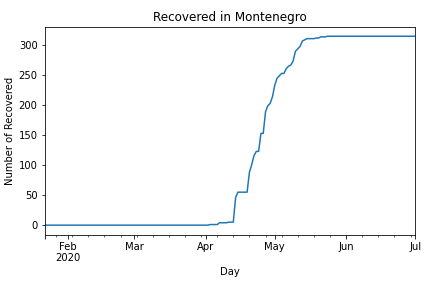 Recovered in Montenegro
Number of Recovered
300
250
200
150
100
50
0
Feb
2020
Mar
Apr
May
Jun
Jul
Day